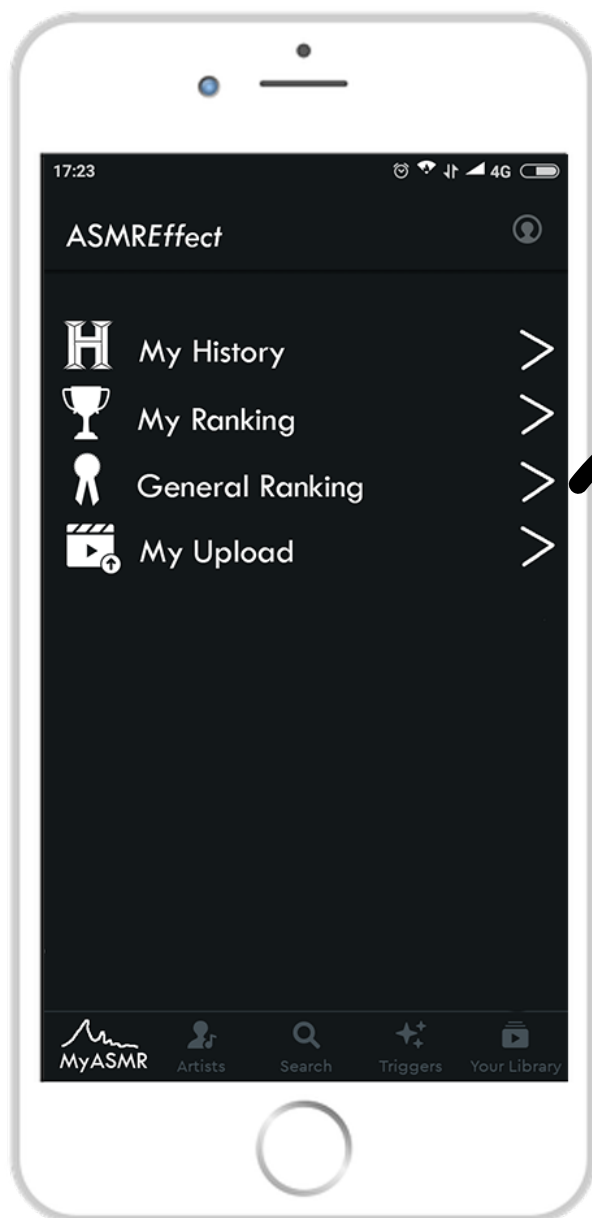 17:23 4G
ASMREffect
My History
My Ranking
General Ranking
My Upload
MyASMR Artists Search Triggers Your Library